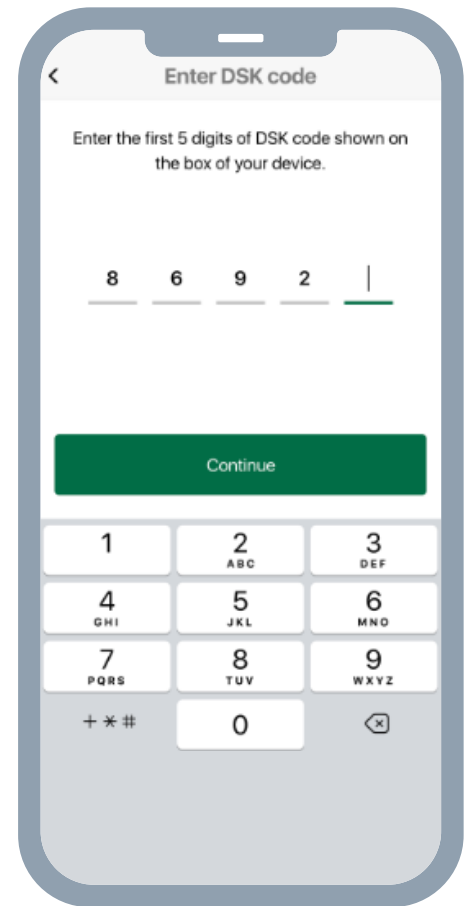 Enter DSK code
Enter the first 5 digits of DSK code shown on
the box of your device.
8 6 9 2
Continue
1 2 3
ABC DEF
4 5 6
GHI JKL MNO
7 8 9
PQRS TUV WXYZ
+ * # 0